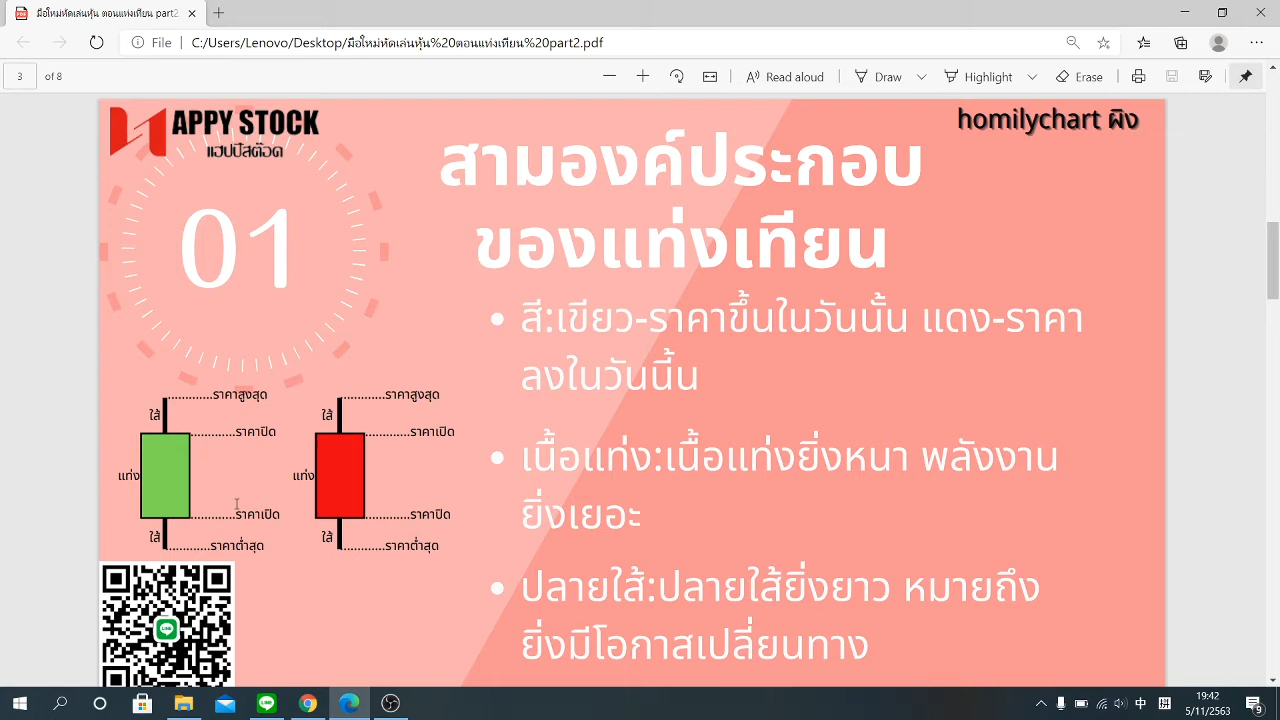 มือใหม่หัดเล่นหุ้น ตอนแท่งเทียน part2
File
C:/Users/Lenovo/Desktop/มือใหม่หัดเล่นหุ้น%20ตอนแท่งเทียน%20part2.pdf
3 of 8
Read aloud
Draw
Highlight
Erase
APPY STOCK
แฮปปี้สต๊อค
homilychart ผิง
01
สามองค์ประกอบ
ของแท่งเทียน
สี:เขียว-ราคาขึ้นในวันนั้น แดง-ราคา
ลงในวันนี้น
เนื้อแท่ง:เนื้อแท่งยิ่งหนา พลังงาน
ยิ่งเยอะ
ปลายใส้:ปลายใส้ยิ่งยาว หมายถึง
ยิ่งมีโอกาสเปลี่ยนทาง
............ราคาสูงสุด
ใส้
............ราคาปิด
แท่ง
............ราคาเปิด
ใส้
............ราคาต่ำสุด
............ราคาสูงสุด
ใส้
............ราคาเปิด
แท่ง
............ราคาปิด
ใส้
............ราคาต่ำสุด
LINE
中
拼
19:42
5/11/2563
9